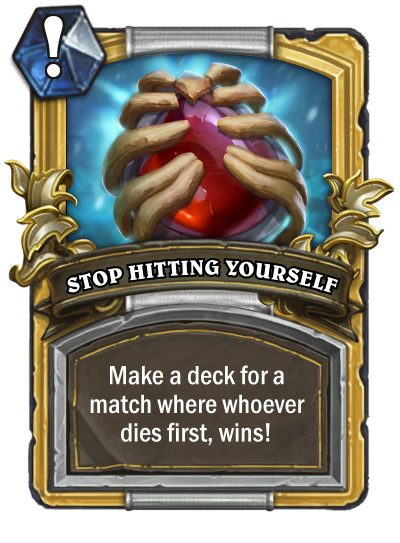 !
STOP HITTING YOURSELF
Make a deck for a
match where whoever
dies first, wins!